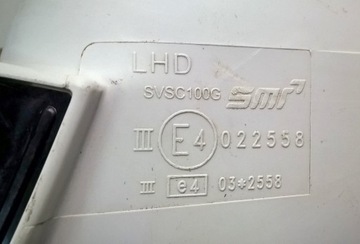 LHD
SVSC100G smr
III E4 022558
III e4 03*2558